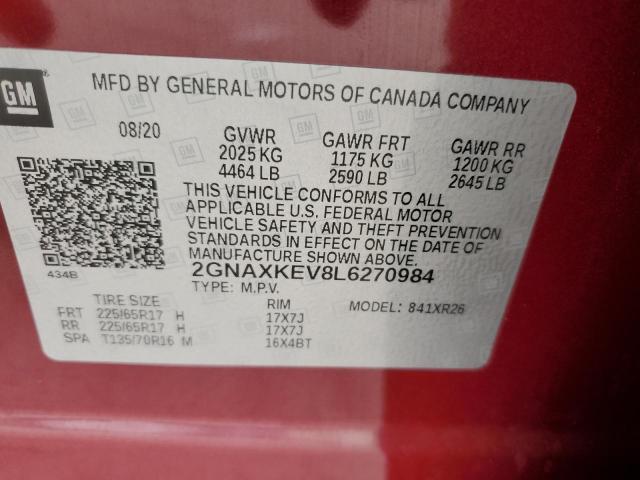 GM
MFD BY GENERAL MOTORS OF CANADA COMPANY
08/20
GVWR
2025 KG
4464 LB
GAWR FRT
1175 KG
2590 LB
GAWR RR
1200 KG
2645 LB
THIS VEHICLE CONFORMS TO ALL
APPLICABLE U.S. FEDERAL MOTOR
VEHICLE SAFETY AND THEFT PREVENTION
STANDARDS IN EFFECT ON THE DATE OF
MANUFACTURE SHOWN ABOVE.
434B
2GNAXKEV8L6270984
TYPE: M.P.V.
MODEL: 841XR26
TIRE SIZE RIM
FRT 225/65R17 H 17X7J
RR 225/65R17 H 17X7J
SPA T135/70R16 M 16X4BT